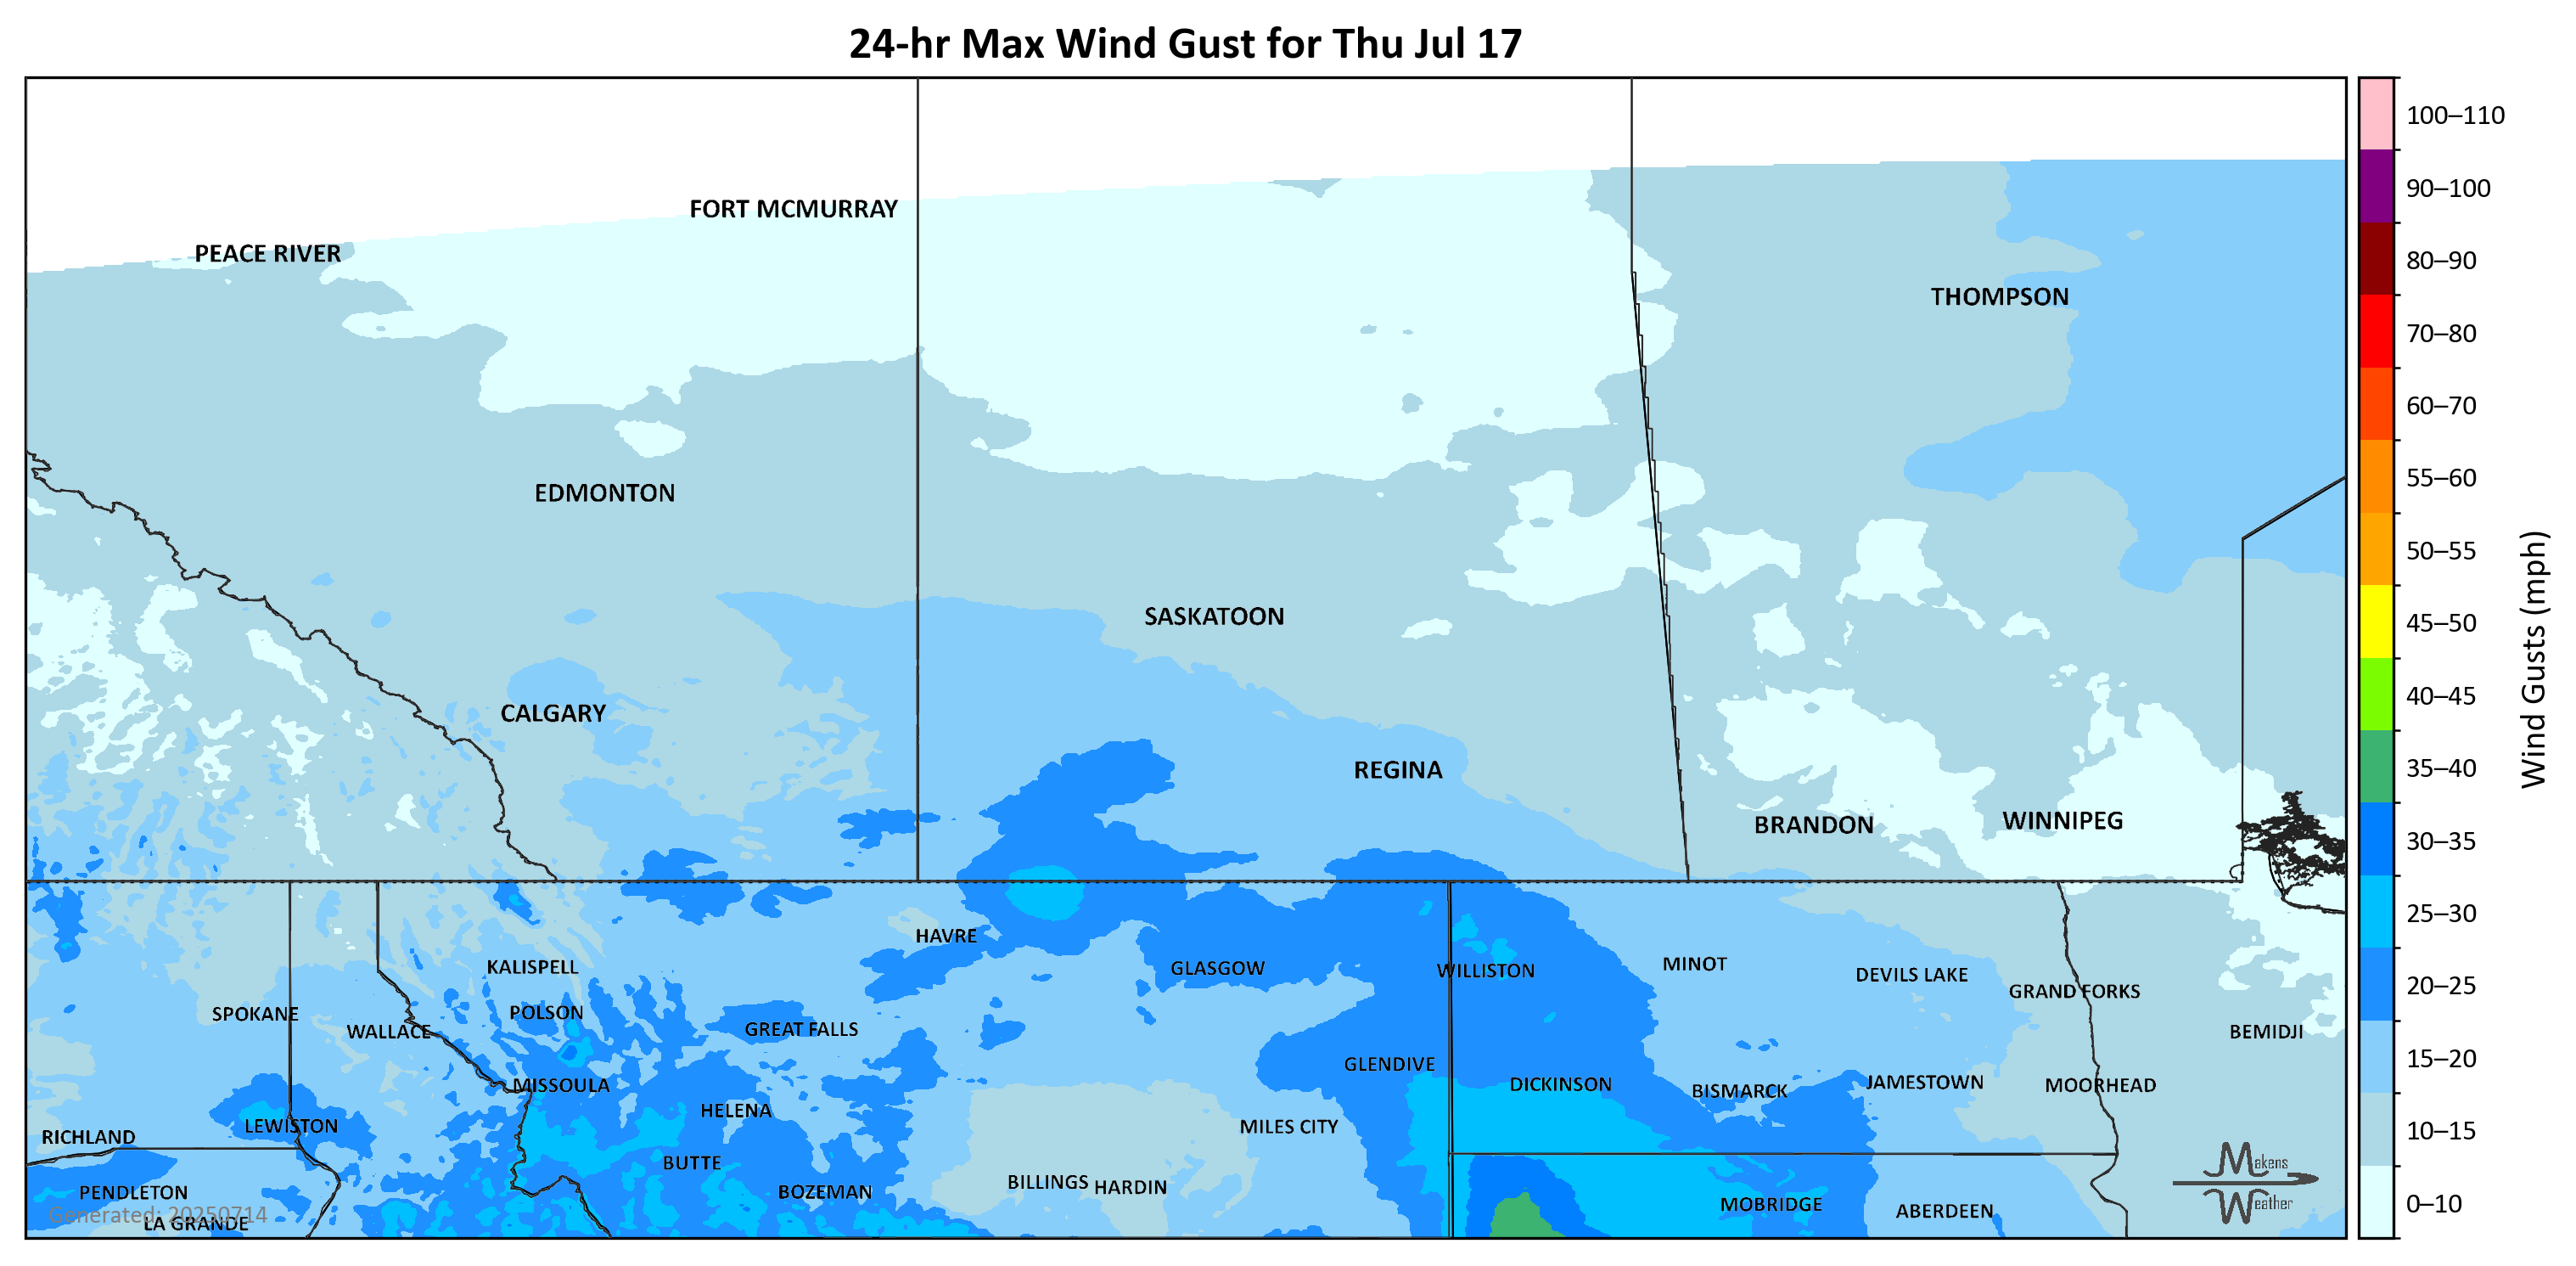 24-hr Max Wind Gust for Thu Jul 17
FORT MCMURRAY
PEACE RIVER
THOMPSON
EDMONTON
SASKATOON
CALGARY
REGINA
BRANDON
WINNIPEG
HAVRE
KALISPELL
GLASGOW
WILLISTON
MINOT
DEVILS LAKE
GRAND FORKS
SPOKANE
POLSON
WALLACE
GREAT FALLS
BEMIDJI
GLENDIVE
MISSOULA
DICKINSON
BISMARCK
JAMESTOWN
MOORHEAD
HELENA
LEWISTON
MILES CITY
RICHLAND
BUTTE
BILLINGS
HARDIN
PENDLETON
BOZEMAN
MOBRIDGE
ABERDEEN
Generated: 20250714
LA GRANDE
Makens
Weather
100–110
90–100
80–90
70–80
60–70
55–60
50–55
45–50
40–45
35–40
30–35
25–30
20–25
15–20
10–15
0–10
Wind Gusts (mph)